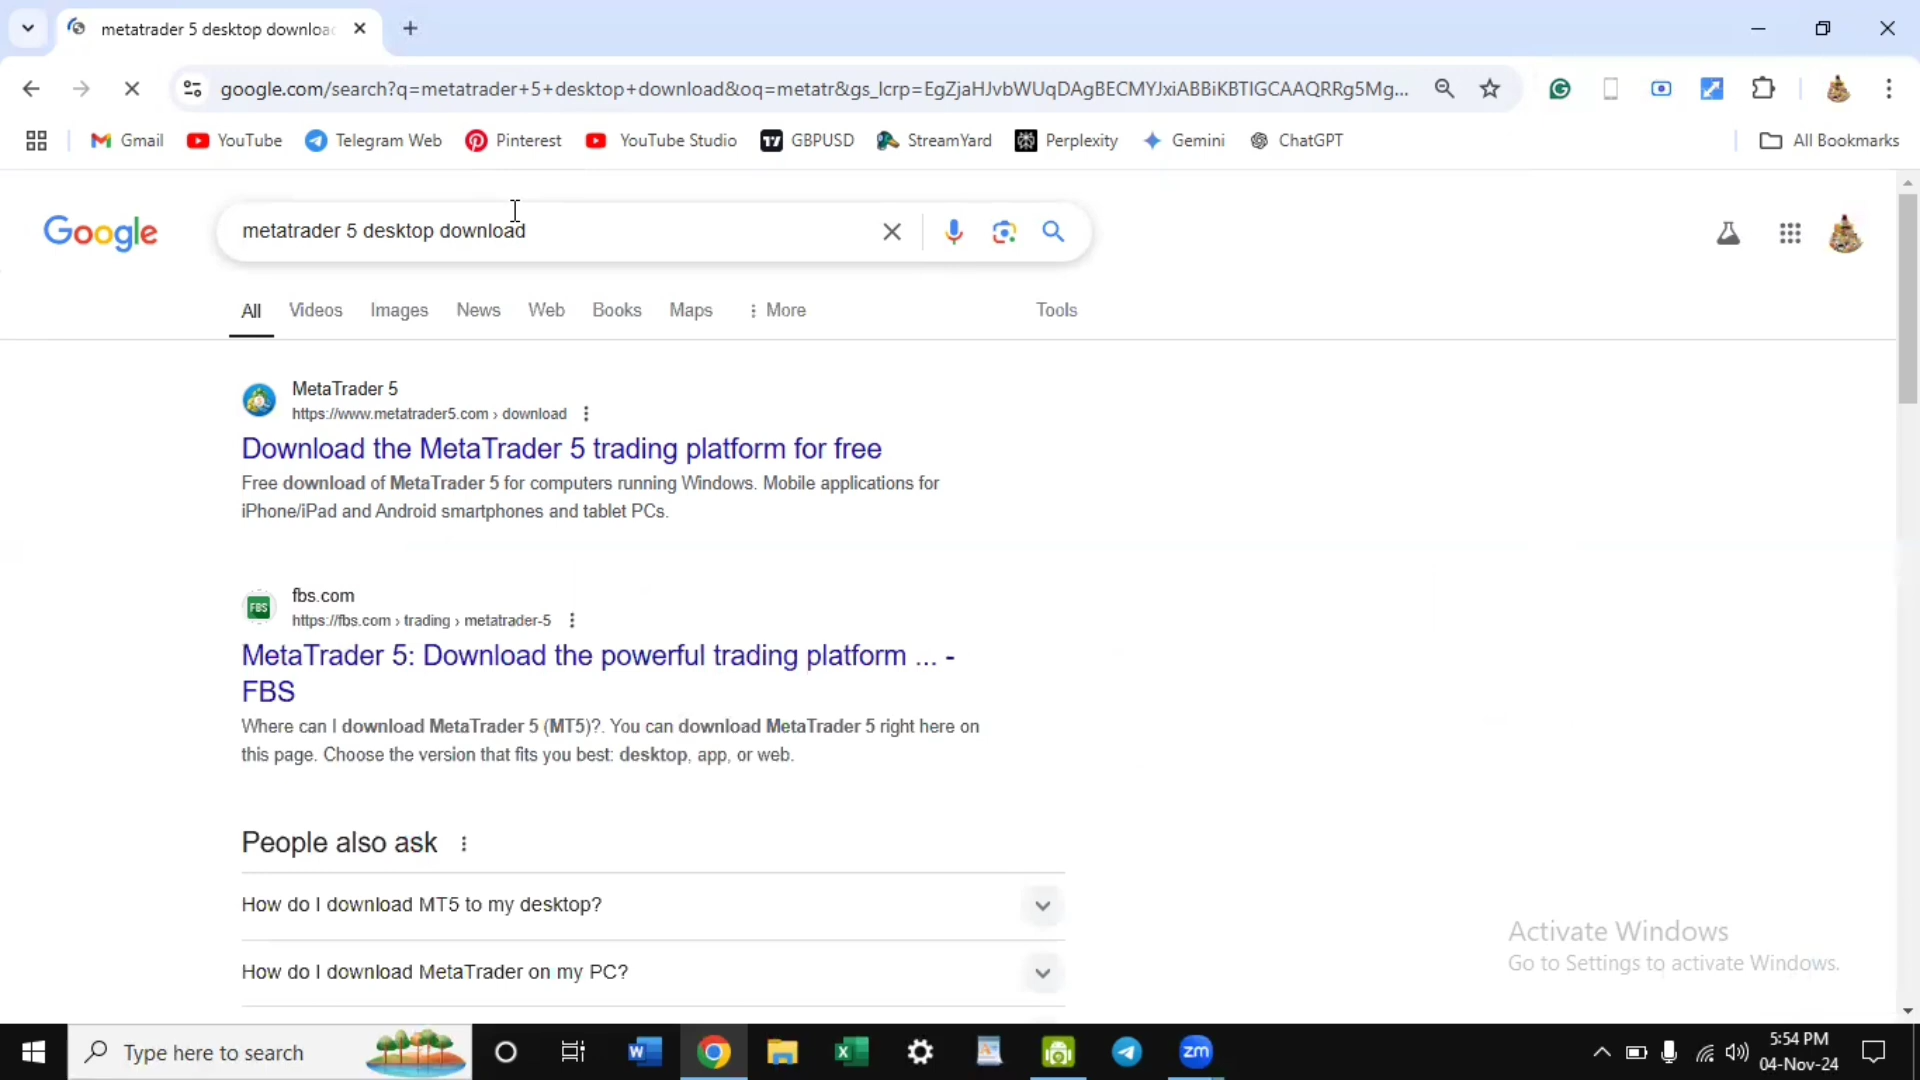 metatrader 5 desktop downloa
google.com/search?q=metatrader+5+desktop+download&oq=metatr&gs_lcrp=EgZjaHJvbWUqDAgBECMYJxiABBiKBTIGCAAQRRg5Mg...
Gmail YouTube Telegram Web Pinterest YouTube Studio GBPUSD StreamYard Perplexity Gemini ChatGPT All Bookmarks
Google
metatrader 5 desktop download
All Videos Images News Web Books Maps More Tools
MetaTrader 5
https://www.metatrader5.com › download
Download the MetaTrader 5 trading platform for free
Free download of MetaTrader 5 for computers running Windows. Mobile applications for
iPhone/iPad and Android smartphones and tablet PCs.
FBS
fbs.com
https://fbs.com › trading › metatrader-5
MetaTrader 5: Download the powerful trading platform ... -
FBS
Where can I download MetaTrader 5 (MT5)?. You can download MetaTrader 5 right here on
this page. Choose the version that fits you best: desktop, app, or web.
People also ask
How do I download MT5 to my desktop?
How do I download MetaTrader on my PC?
Activate Windows
Go to Settings to activate Windows.
Type here to search
zm
5:54 PM
04-Nov-24